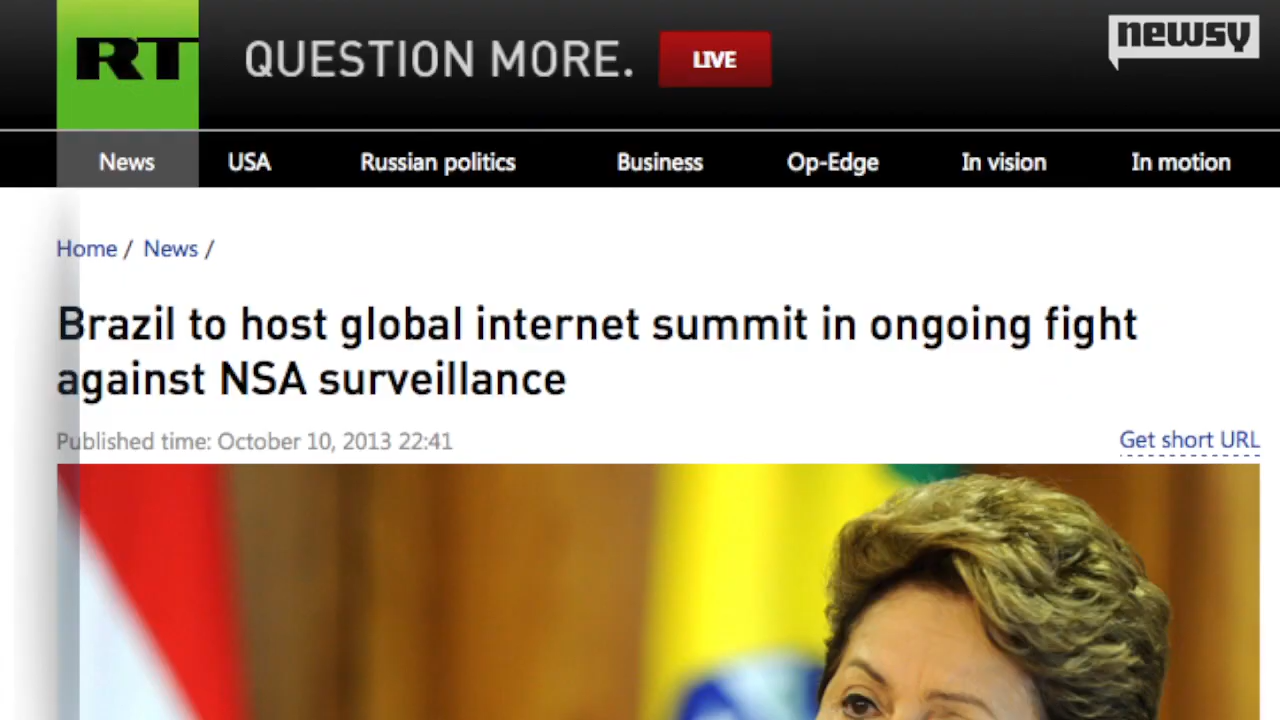 RT QUESTION MORE. LIVE newsy
News USA Russian politics Business Op-Edge In vision In motion
Home / News /
Brazil to host global internet summit in ongoing fight
against NSA surveillance
Published time: October 10, 2013 22:41 Get short URL